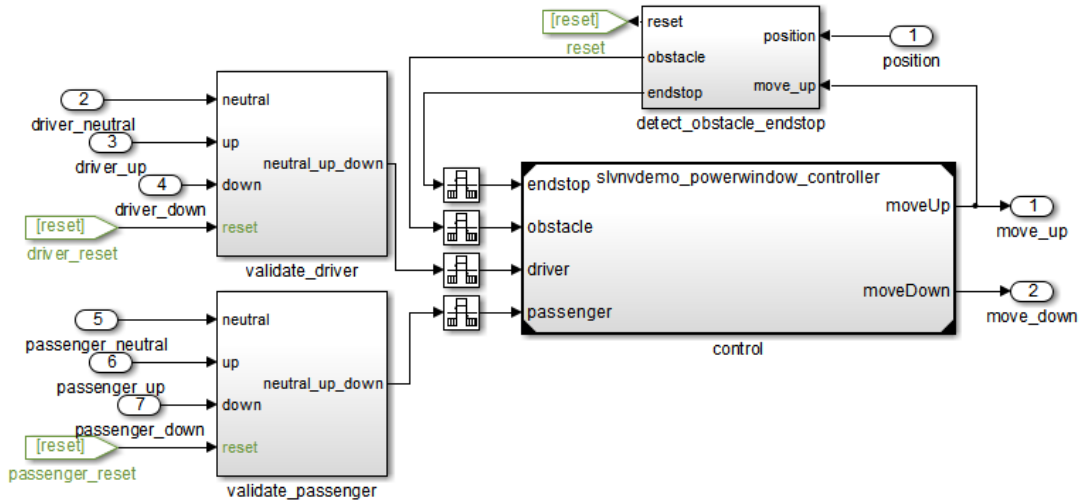 [reset]
reset
reset
obstacle
endstop
position
move_up
1
position
detect_obstacle_endstop
2
driver_neutral
3
driver_up
4
driver_down
[reset]
driver_reset
neutral
up
down
reset
neutral_up_down
validate_driver
slvnvdemo_powerwindow_controller
endstop
obstacle
driver
passenger
moveUp
moveDown
control
1
move_up
2
move_down
5
passenger_neutral
6
passenger_up
7
passenger_down
[reset]
passenger_reset
neutral
up
down
reset
neutral_up_down
validate_passenger